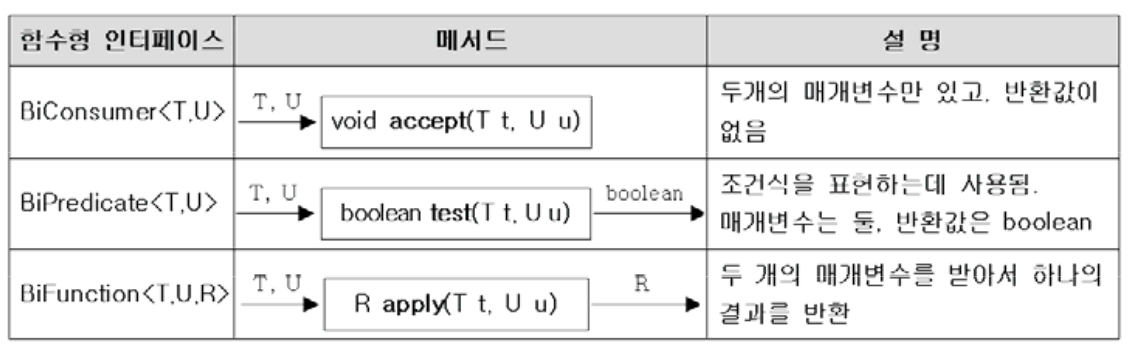 함수형 인터페이스 메서드 설 명
BiConsumer<T,U> T, U void accept(T t, U u) 두개의 매개변수만 있고, 반환값이
없음
BiPredicate<T,U> T, U boolean test(T t, U u) boolean 조건식을 표현하는데 사용됨.
매개변수는 둘, 반환값은 boolean
BiFunction<T,U,R> T, U R apply(T t, U u) R 두 개의 매개변수를 받아서 하나의
결과를 반환